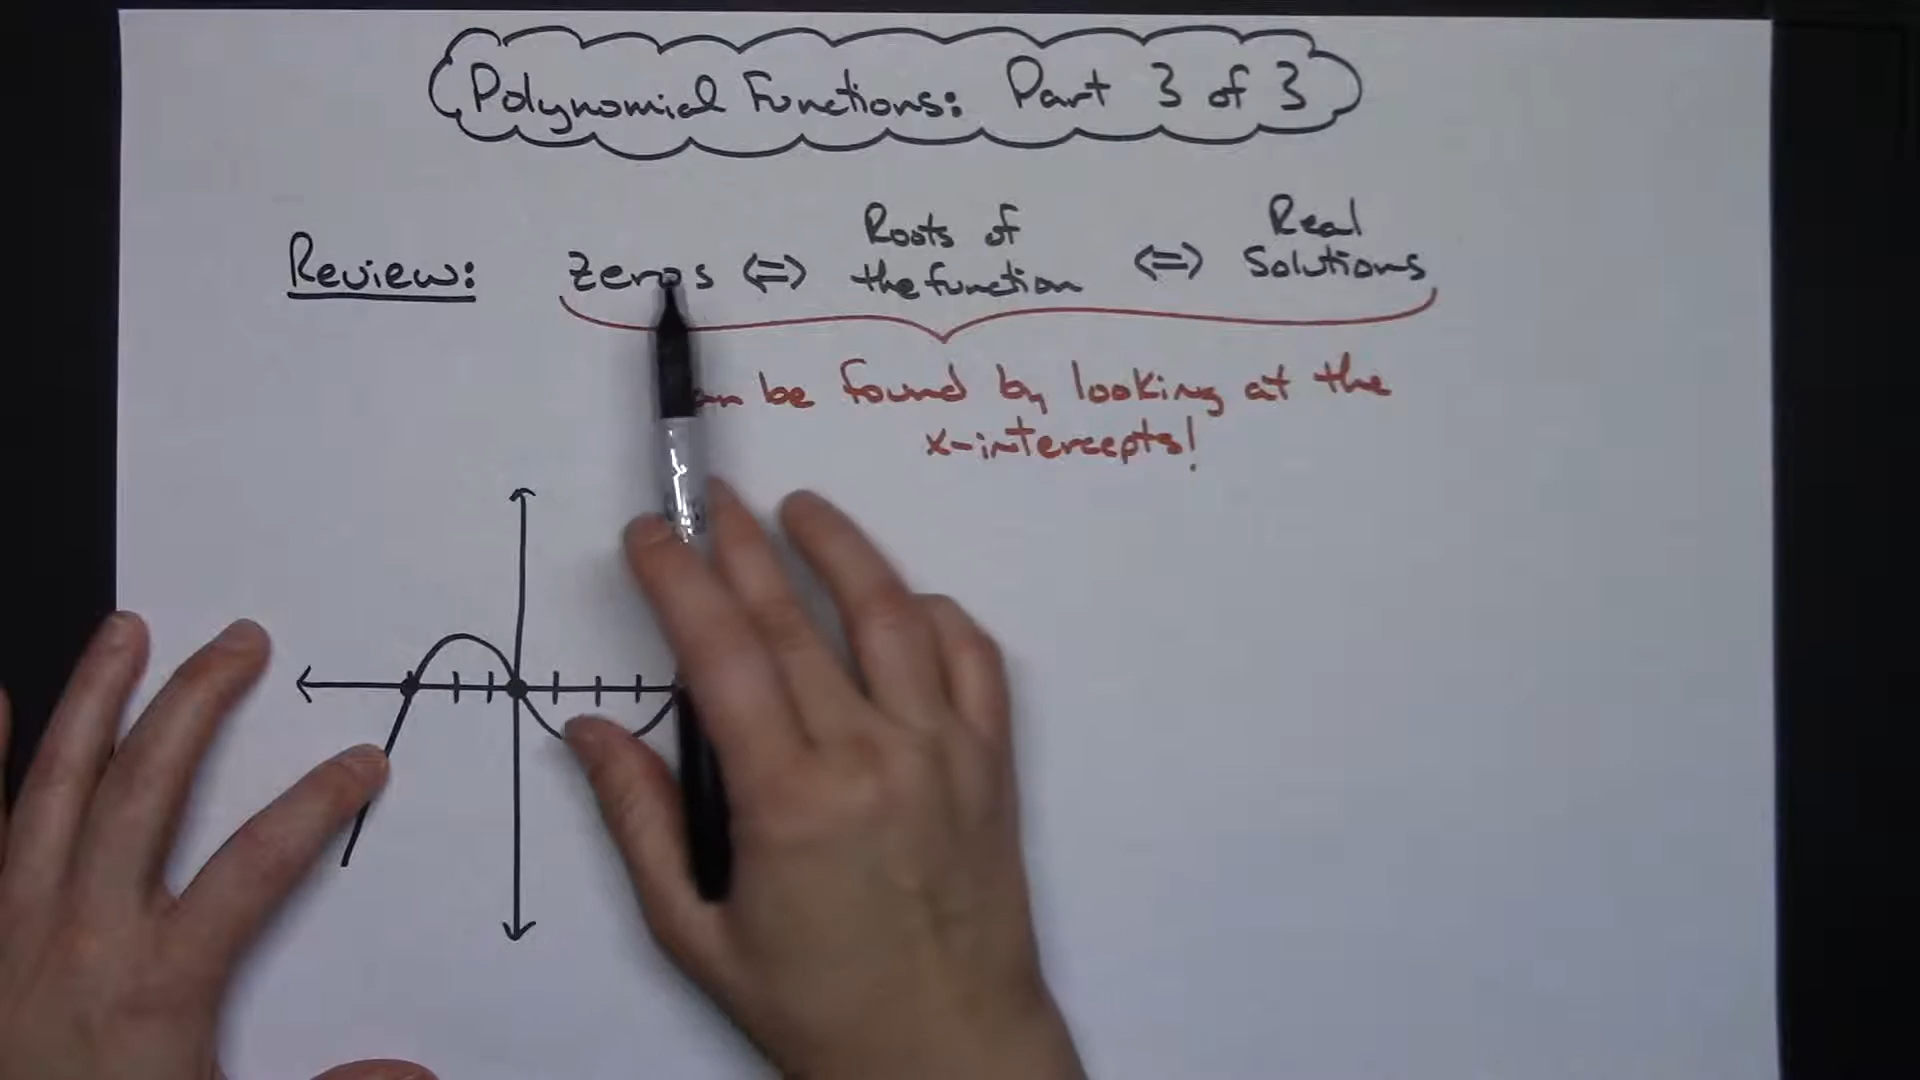 Polynomial Functions: Part 3 of 3
Review: Zeros <=> Roots of the function <=> Real Solutions
an be found by looking at the
x-intercepts!